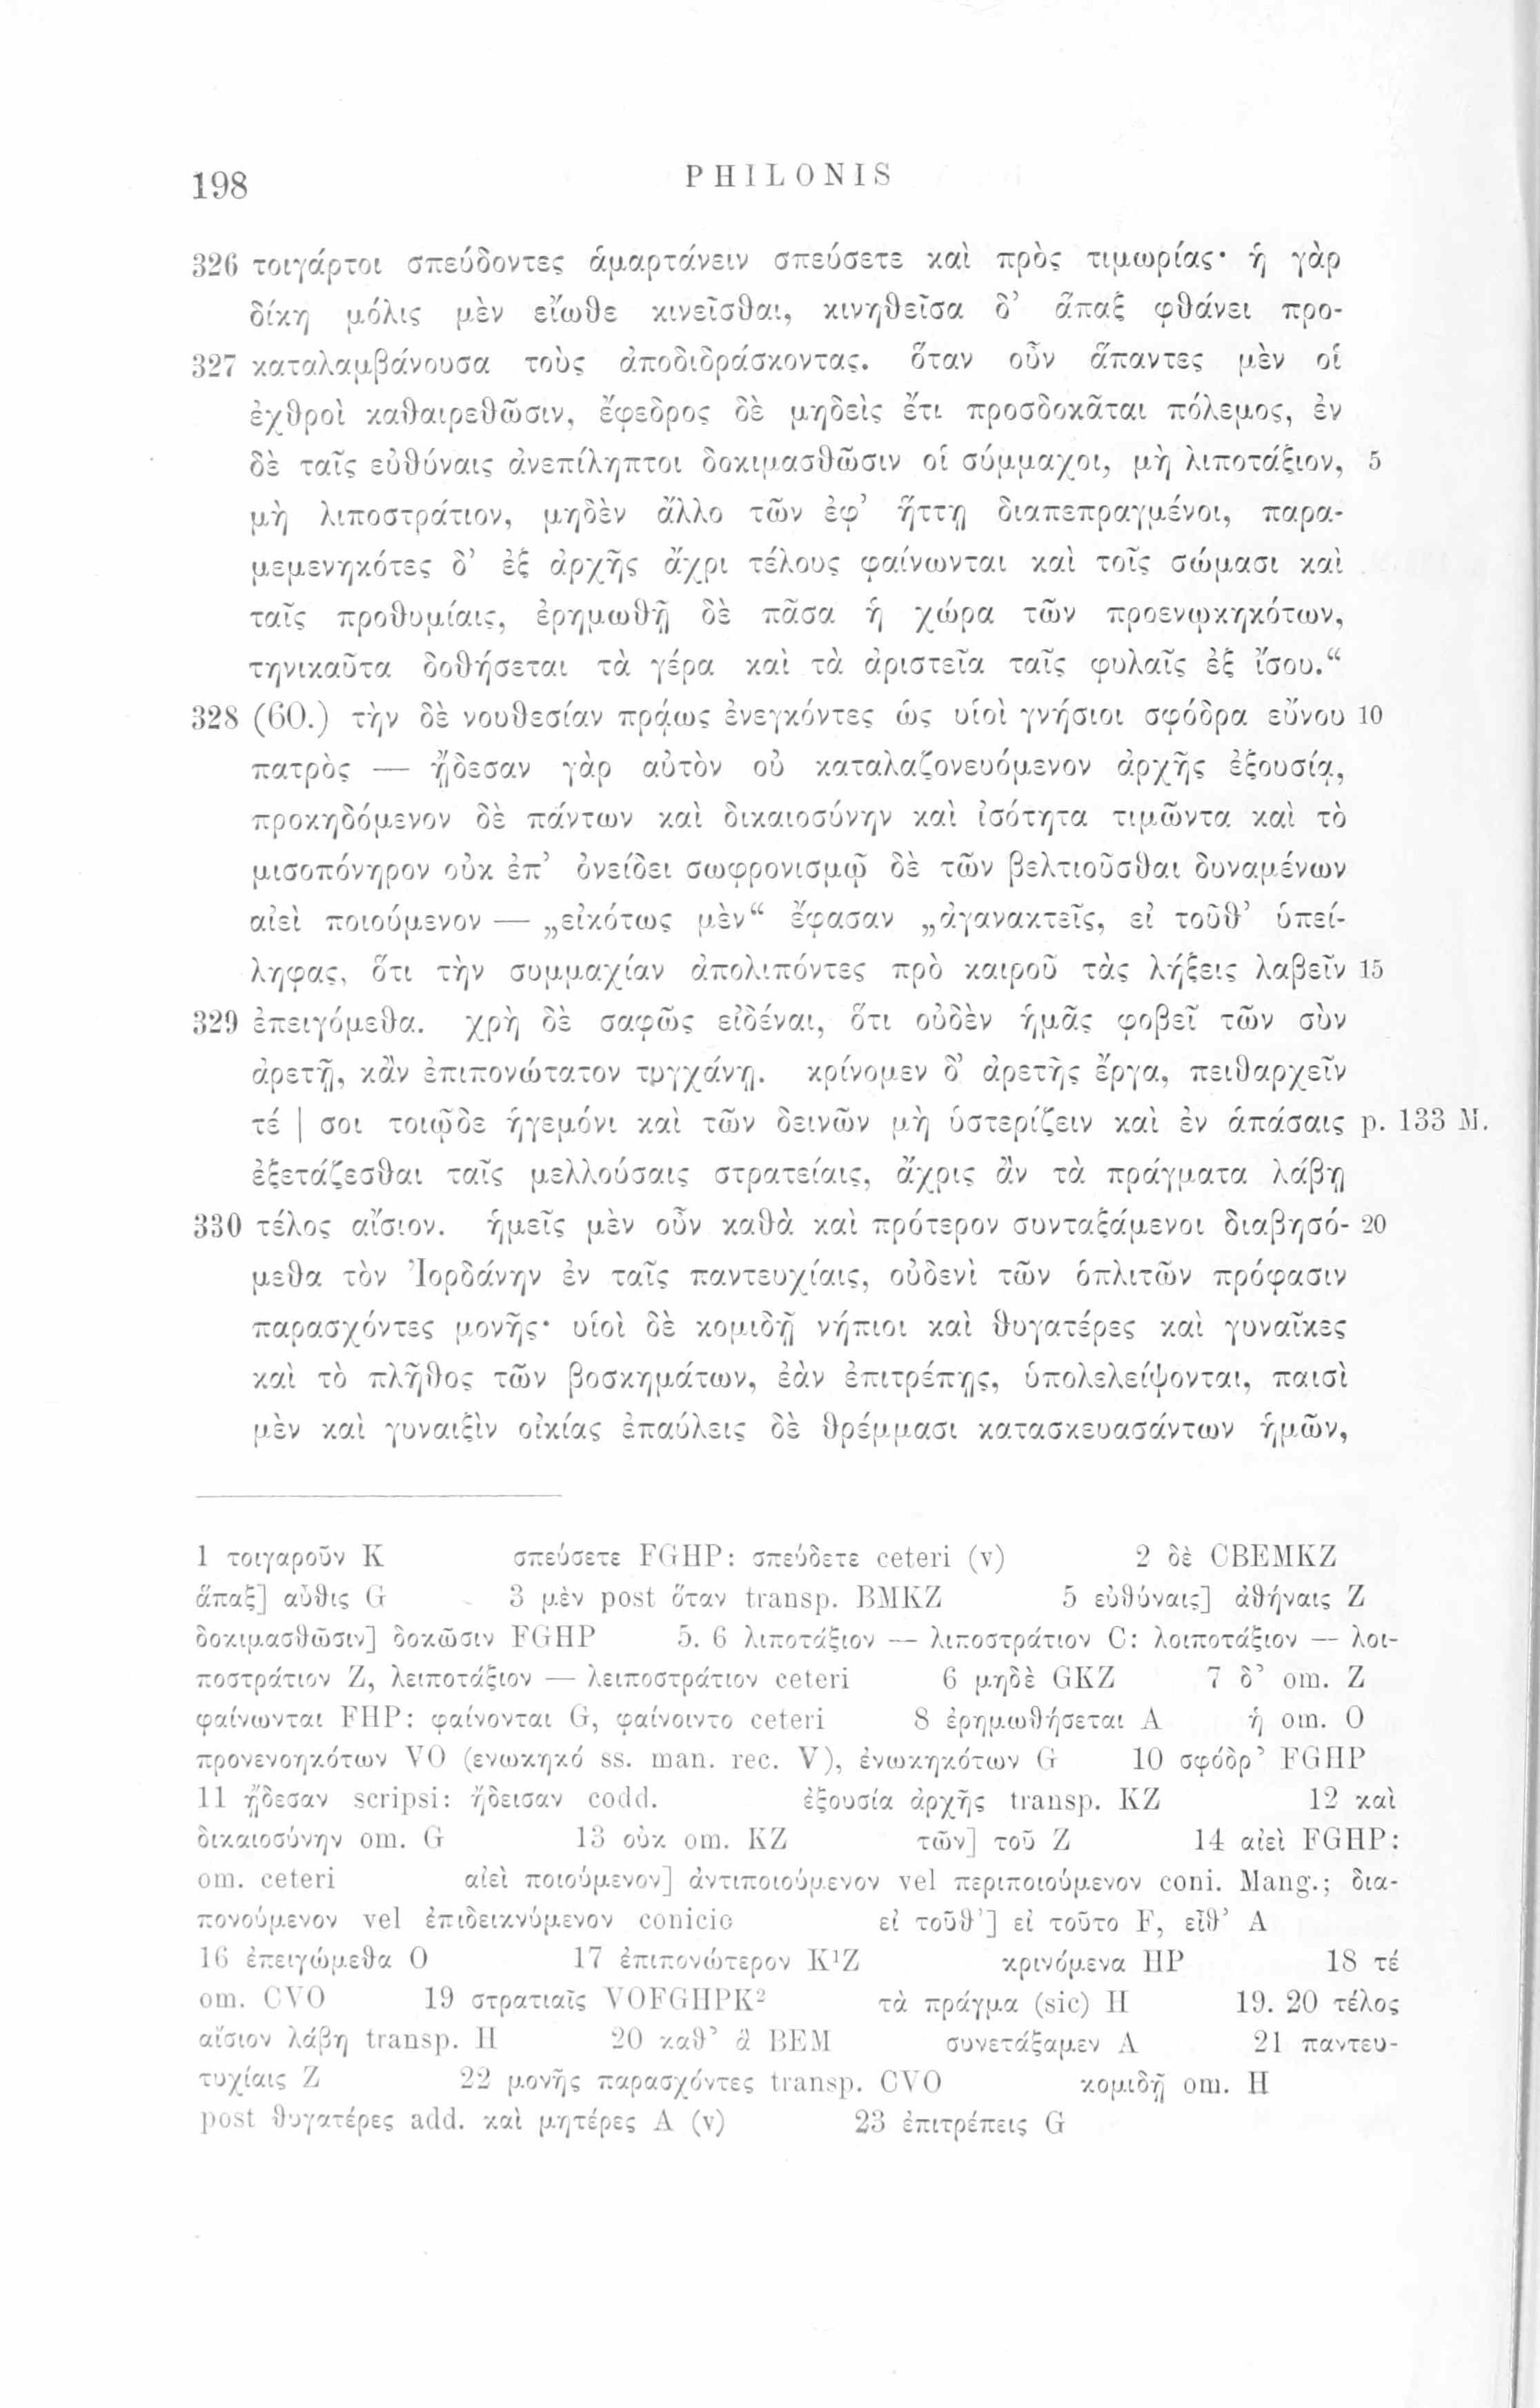 198 PHILONIS
326 τοιγάρτοι σπεύδοντες ἁμαρτάνειν σπεύσετε καὶ πρὸς τιμωρίας· ἡ γὰρ
δίκη μόλις μὲν εἴωθε κινεῖσθαι, κινηθεῖσα δ’ ἅπαξ φθάνει προ-
327 καταλαμβάνουσα τοὺς ἀποδιδράσκοντας. ὅταν οὖν ἅπαντες μὲν οἱ
ἐχθροὶ καθαιρεθῶσιν, ἔφεδρος δὲ μηδεὶς ἔτι προσδοκᾶται πόλεμος, ἐν
δὲ ταῖς εὐθύναις ἀνεπίληπτοι δοκιμασθῶσιν οἱ σύμμαχοι, μὴ λιποτάξιον, 5
μὴ λιποστράτιον, μηδὲν ἄλλο τῶν ἐφ’ ἥττῃ διαπεπραγμένοι, παρα-
μεμενηκότες δ’ ἐξ ἀρχῆς ἄχρι τέλους φαίνωνται καὶ τοῖς σώμασι καὶ
ταῖς προθυμίαις, ἐρημωθῇ δὲ πᾶσα ἡ χώρα τῶν προενῳκηκότων,
τηνικαῦτα δοθήσεται τὰ γέρα καὶ τὰ ἀριστεῖα ταῖς φυλαῖς ἐξ ἴσου.“
328 (60.) τὴν δὲ νουθεσίαν πρᾴως ἐνεγκόντες ὡς υἱοὶ γνήσιοι σφόδρα εὔνου 10
πατρὸς — ᾔδεσαν γὰρ αὐτὸν οὐ καταλαζονευόμενον ἀρχῆς ἐξουσίᾳ,
προκηδόμενον δὲ πάντων καὶ δικαιοσύνην καὶ ἰσότητα τιμῶντα καὶ τὸ
μισοπόνηρον οὐκ ἐπ’ ὀνείδει σωφρονισμῷ δὲ τῶν βελτιοῦσθαι δυναμένων
αἰεὶ ποιούμενον — „εἰκότως μὲν“ ἔφασαν „ἀγανακτεῖς, εἰ τοῦθ’ ὑπεί-
ληφας, ὅτι τὴν συμμαχίαν ἀπολιπόντες πρὸ καιροῦ τὰς λήξεις λαβεῖν 15
329 ἐπειγόμεθα. χρὴ δὲ σαφῶς εἰδέναι, ὅτι οὐδὲν ἡμᾶς φοβεῖ τῶν σὺν
ἀρετῇ, κἂν ἐπιπονώτατον τυγχάνῃ. κρίνομεν δ’ ἀρετῆς ἔργα, πειθαρχεῖν
τέ | σοι τοιῷδε ἡγεμόνι καὶ τῶν δεινῶν μὴ ὑστερίζειν καὶ ἐν ἁπάσαις p. 133 M.
ἐξετάζεσθαι ταῖς μελλούσαις στρατείαις, ἄχρις ἂν τὰ πράγματα λάβῃ
330 τέλος αἴσιον. ἡμεῖς μὲν οὖν καθὰ καὶ πρότερον συνταξάμενοι διαβησό- 20
μεθα τὸν Ἰορδάνην ἐν ταῖς παντευχίαις, οὐδενὶ τῶν ὁπλιτῶν πρόφασιν
παρασχόντες μονῆς· υἱοὶ δὲ κομιδῇ νήπιοι καὶ θυγατέρες καὶ γυναῖκες
καὶ τὸ πλῆθος τῶν βοσκημάτων, ἐὰν ἐπιτρέπῃς, ὑπολελείψονται, παισὶ
μὲν καὶ γυναιξὶν οἰκίας ἐπαύλεις δὲ θρέμμασι κατασκευασάντων ἡμῶν,
1 τοιγαροῦν K σπεύσετε FGHP: σπεύδετε ceteri (v) 2 δὲ CBEMKZ
ἅπαξ] αὖθις G 3 μὲν post ὅταν transp. BMKZ 5 εὐθύναις] ἀθήναις Z
δοκιμασθῶσιν] δοκῶσιν FGHP 5. 6 λιποτάξιον — λιποστράτιον C: λοιποτάξιον — λοι-
ποστράτιον Z, λειποτάξιον — λειποστράτιον ceteri 6 μηδὲ GKZ 7 δ’ om. Z
φαίνωνται FHP: φαίνονται G, φαίνοιντο ceteri 8 ἐρημωθήσεται A ἡ om. O
προνενοηκότων VO (ενωκηκό ss. man. rec. V), ἐνωκηκότων G 10 σφόδρ’ FGHP
11 ᾔδεσαν scripsi: ᾔδεισαν codd. ἐξουσία ἀρχῆς transp. KZ 12 καὶ
δικαιοσύνην om. G 13 οὐκ om. KZ τῶν] τοῦ Z 14 αἰεὶ FGHP:
om. ceteri αἰεὶ ποιούμενον] ἀντιποιούμενον vel περιποιούμενον coni. Mang.; δια-
πονούμενον vel ἐπιδεικνύμενον conicio εἰ τοῦθ’] εἰ τοῦτο F, εἶθ’ A
16 ἐπειγώμεθα O 17 ἐπιπονώτερον K¹Z κρινόμενα HP 18 τέ
om. CVO 19 στρατιαῖς VOFGHPK² τὰ πράγμα (sic) H 19. 20 τέλος
αἴσιον λάβῃ transp. H 20 καθ’ ἃ BEM συνετάξαμεν A 21 παντευ-
τυχίαις Z 22 μονῆς παρασχόντες transp. CVO κομιδῇ om. H
post θυγατέρες add. καὶ μητέρες A (v) 23 ἐπιτρέπεις G